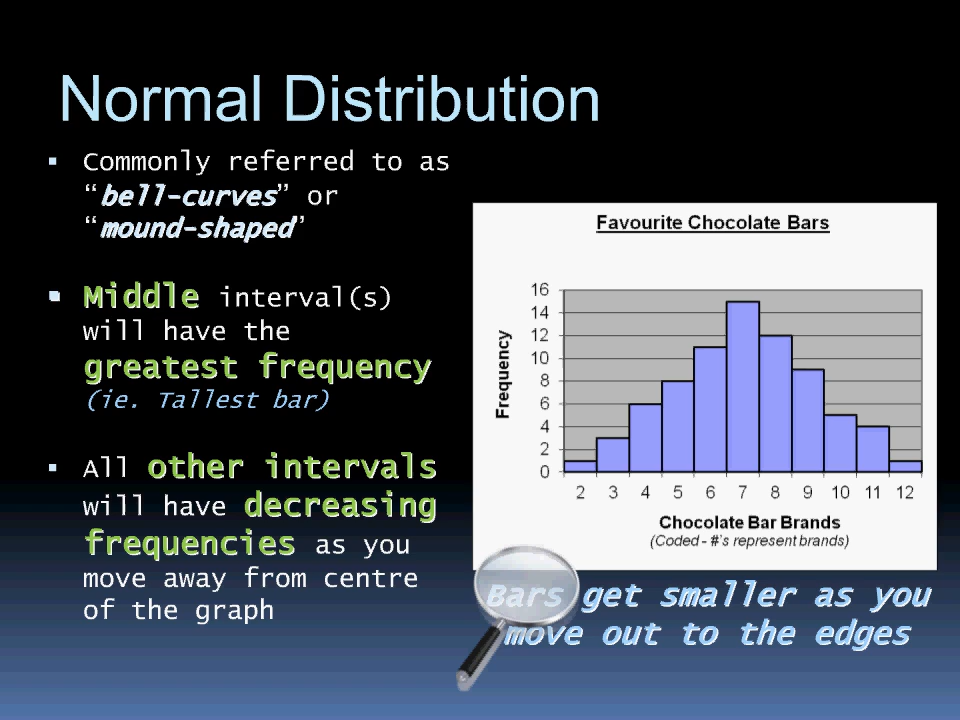 Normal Distribution
▪ Commonly referred to as
“bell-curves” or
“mound-shaped’
▪ Middle interval(s)
will have the
greatest frequency
(ie. Tallest bar)
▪ All other intervals
will have decreasing
frequencies as you
move away from centre
of the graph
Favourite Chocolate Bars
Frequency
16
14
12
10
8
6
4
2
0
2 3 4 5 6 7 8 9 10 11 12
Chocolate Bar Brands
(Coded - #`s represent brands)
Bars get smaller as you
move out to the edges